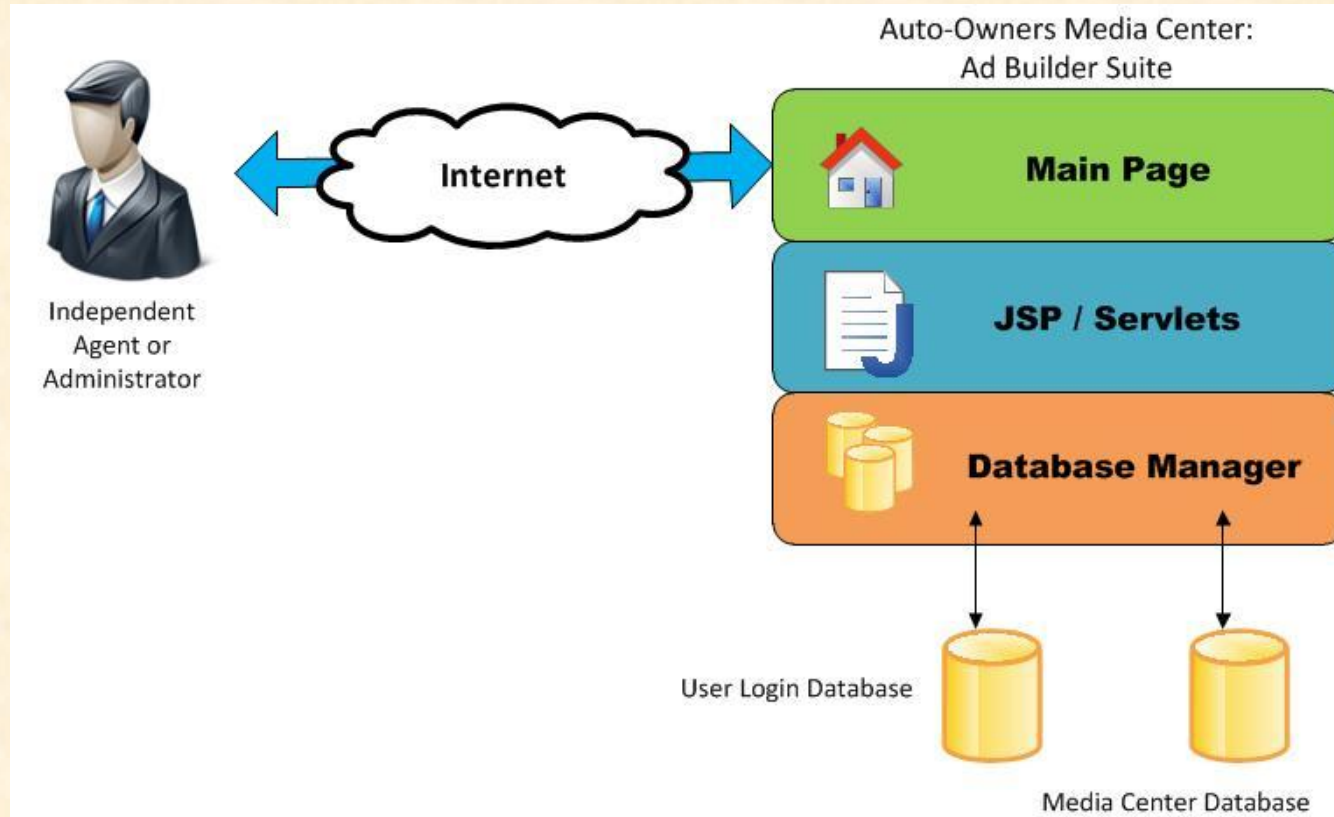 Auto-Owners Media Center:
Ad Builder Suite
Internet
Main Page
Independent
Agent or
Administrator
JSP / Servlets
Database Manager
User Login Database
Media Center Database